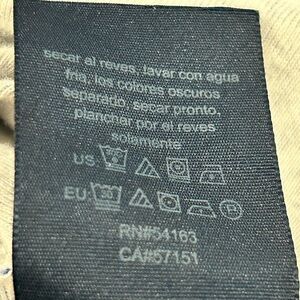 secar al reves, lavar con agua
fria, los colores oscuros
separado, secar pronto,
planchar por el reves
solamente
US:
EU: 30
RN#54163
CA#57151